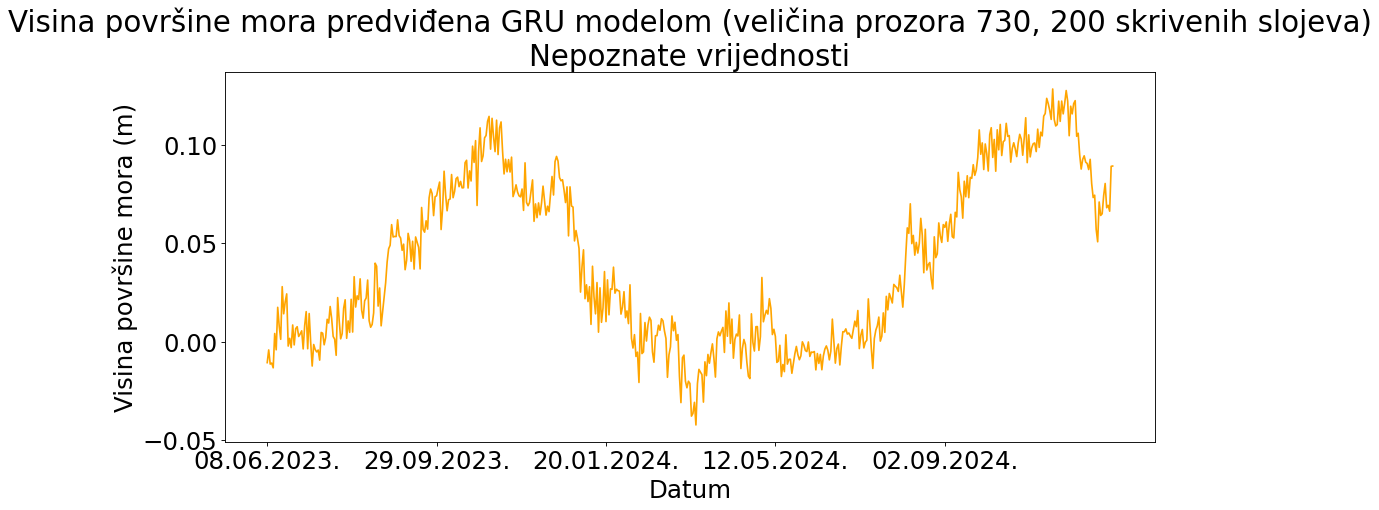 Visina površine mora predviđena GRU modelom (veličina prozora 730, 200 skrivenih slojeva)
Nepoznate vrijednosti
Visina površine mora (m)
0.10
0.05
0.00
−0.05
08.06.2023. 29.09.2023. 20.01.2024. 12.05.2024. 02.09.2024.
Datum